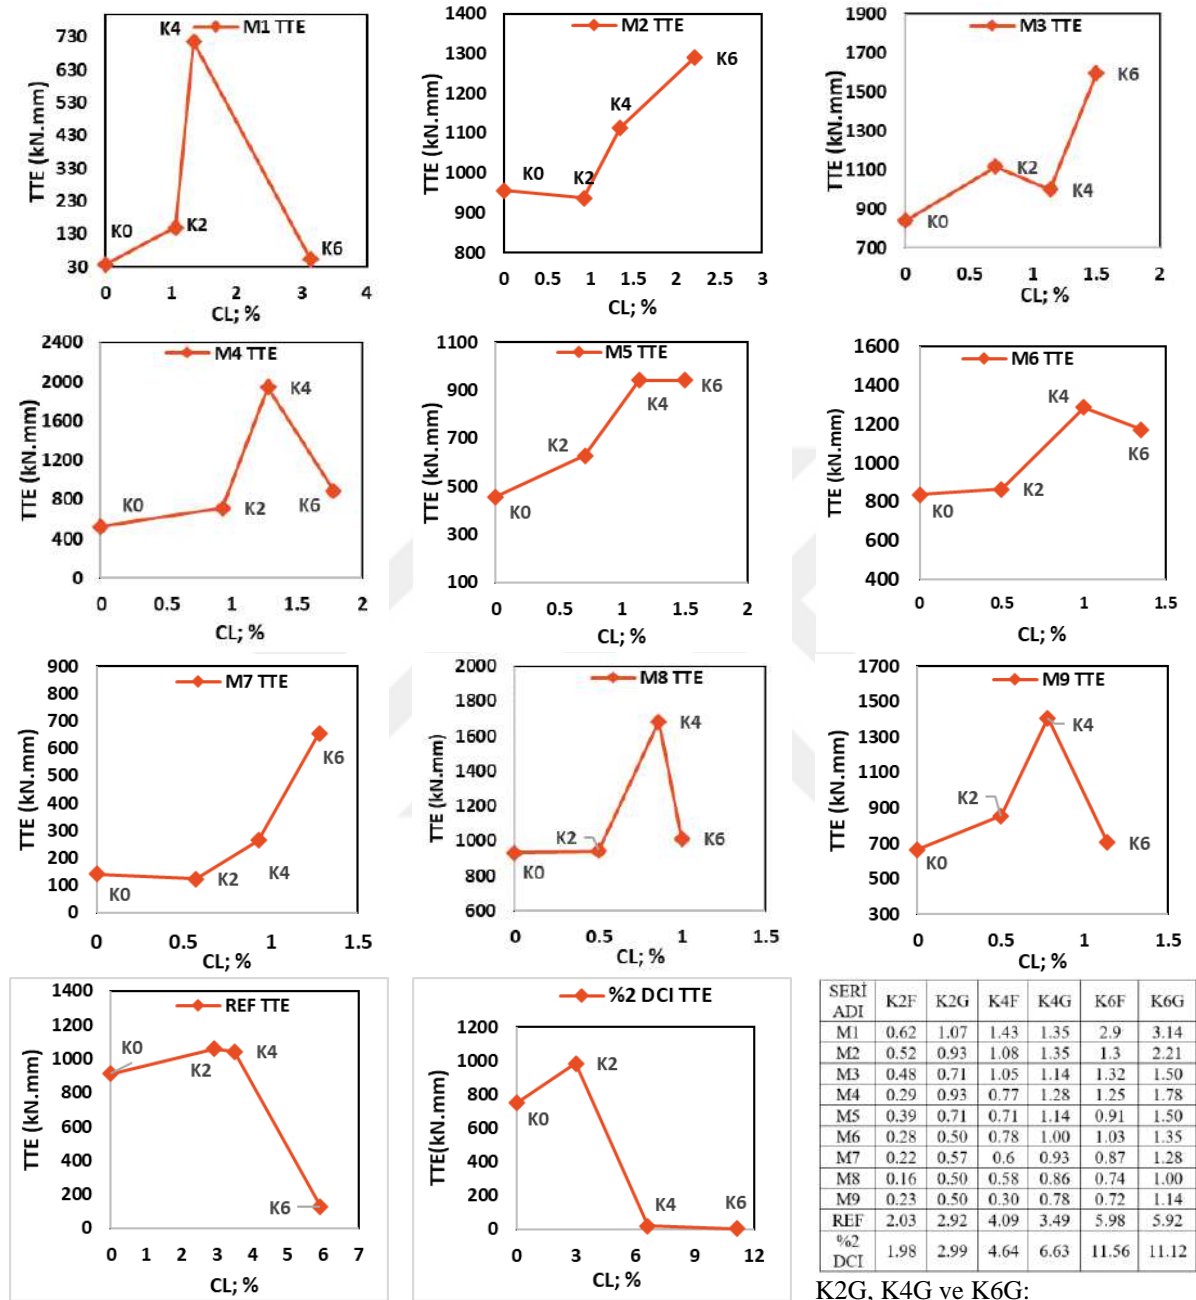 M1 TTE
TTE (kN.mm)
730
630
530
430
330
230
130
30
K0
K2
K4
K6
0 1 2 3 4
CL; %
M2 TTE
TTE (kN.mm)
1400
1300
1200
1100
1000
900
800
K0
K2
K4
K6
0 0.5 1 1.5 2 2.5 3
CL; %
M3 TTE
TTE (kN.mm)
1900
1700
1500
1300
1100
900
700
K0
K2
K4
K6
0 0.5 1 1.5 2
CL; %
M4 TTE
TTE (kN.mm)
2400
2000
1600
1200
800
400
0
K0
K2
K4
K6
0 0.5 1 1.5 2
CL; %
M5 TTE
TTE (kN.mm)
1100
900
700
500
300
100
K0
K2
K4
K6
0 0.5 1 1.5 2
CL; %
M6 TTE
TTE (kN.mm)
1600
1400
1200
1000
800
600
400
K0
K2
K4
K6
0 0.5 1 1.5
CL; %
M7 TTE
TTE (kN.mm)
900
800
700
600
500
400
300
200
100
0
K0
K2
K4
K6
0 0.5 1 1.5
CL; %
M8 TTE
TTE (kN.mm)
2000
1800
1600
1400
1200
1000
800
600
K0
K2
K4
K6
0 0.5 1 1.5
CL; %
M9 TTE
TTE (kN.mm)
1700
1500
1300
1100
900
700
500
300
K0
K2
K4
K6
0 0.5 1 1.5
CL; %
REF TTE
TTE (kN.mm)
1400
1200
1000
800
600
400
200
0
K0
K2
K4
K6
0 1 2 3 4 5 6 7
CL; %
%2 DCI TTE
TTE(kN.mm)
1200
1000
800
600
400
200
0
K0
K2
K4
K6
0 3 6 9 12
CL; %
SERİ ADI K2F K2G K4F K4G K6F K6G
M1 0.62 1.07 1.43 1.35 2.9 3.14
M2 0.52 0.93 1.08 1.35 1.3 2.21
M3 0.48 0.71 1.05 1.14 1.32 1.50
M4 0.29 0.93 0.77 1.28 1.25 1.78
M5 0.39 0.71 0.71 1.14 0.91 1.50
M6 0.28 0.50 0.78 1.00 1.03 1.35
M7 0.22 0.57 0.6 0.93 0.87 1.28
M8 0.16 0.50 0.58 0.86 0.74 1.00
M9 0.23 0.50 0.30 0.78 0.72 1.14
REF 2.03 2.92 4.09 3.49 5.98 5.92
%2 DCI 1.98 2.99 4.64 6.63 11.56 11.12
K2G, K4G ve K6G: